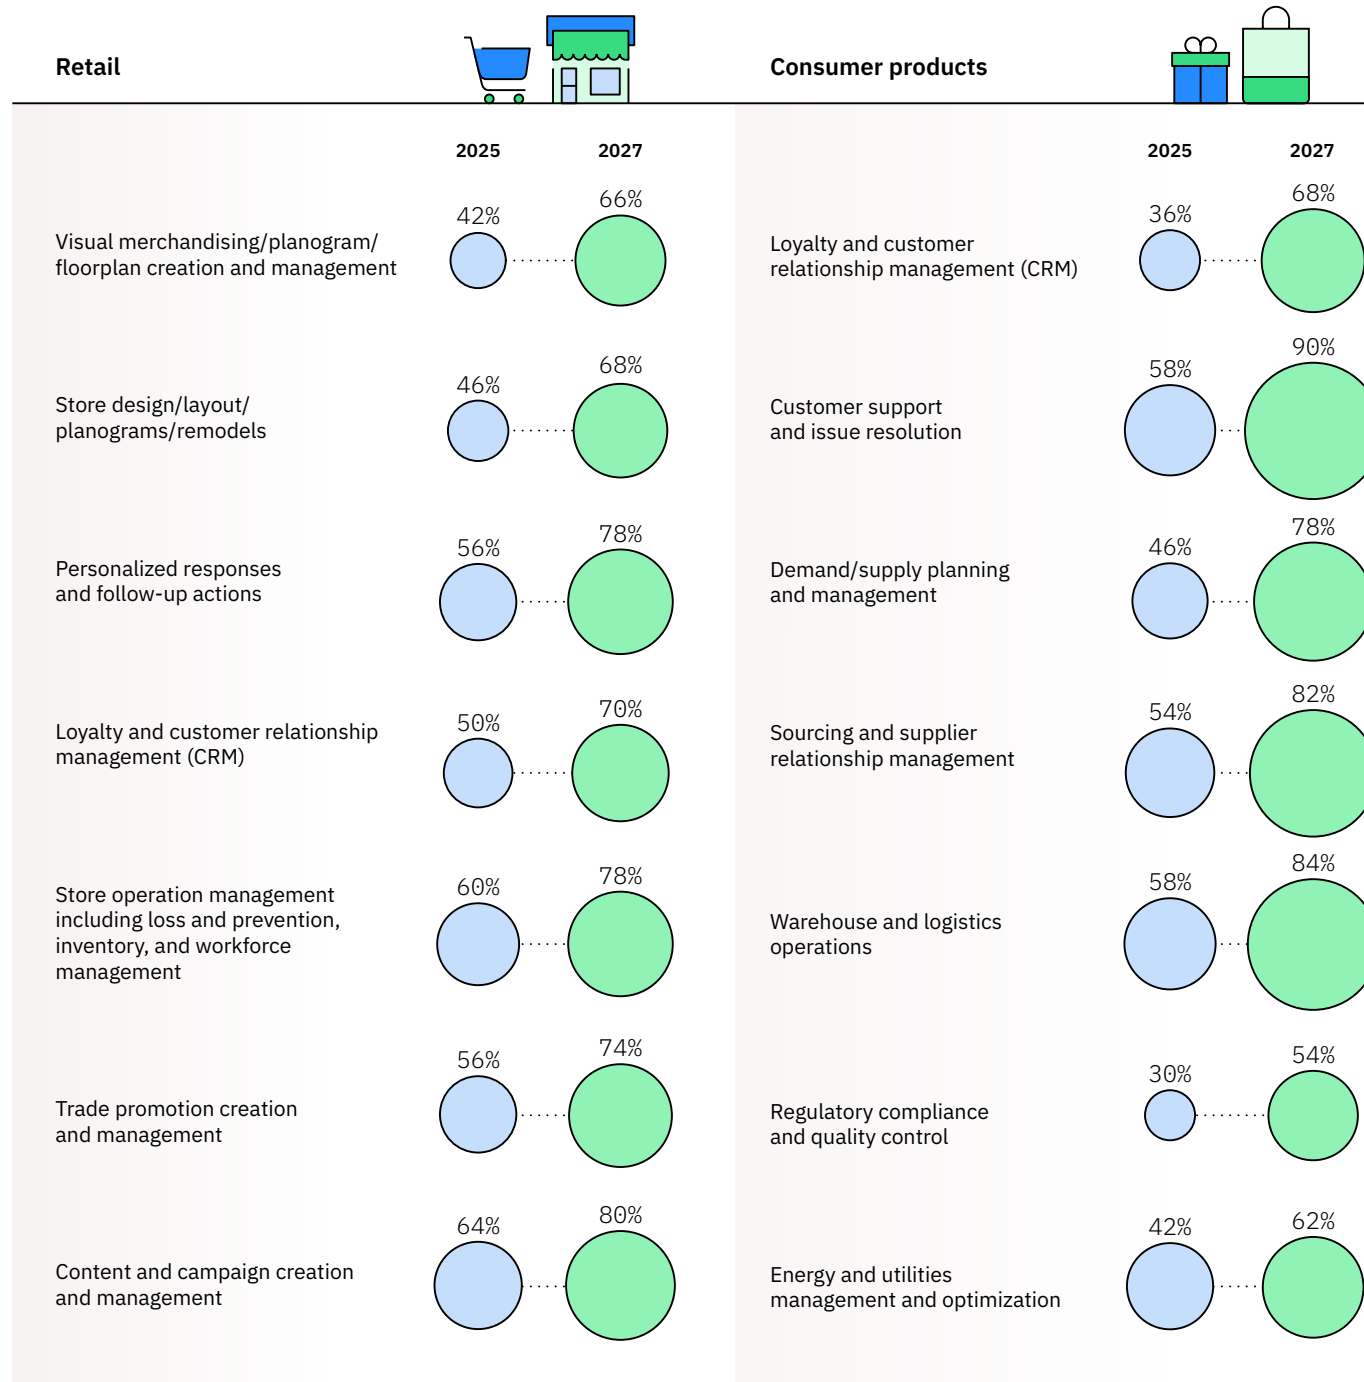 Retail
2025 2027
42% 66%
Visual merchandising/planogram/
floorplan creation and management
46% 68%
Store design/layout/
planograms/remodels
56% 78%
Personalized responses
and follow-up actions
50% 70%
Loyalty and customer relationship
management (CRM)
60% 78%
Store operation management
including loss and prevention,
inventory, and workforce
management
56% 74%
Trade promotion creation
and management
64% 80%
Content and campaign creation
and management
Consumer products
2025 2027
36% 68%
Loyalty and customer
relationship management (CRM)
58% 90%
Customer support
and issue resolution
46% 78%
Demand/supply planning
and management
54% 82%
Sourcing and supplier
relationship management
58% 84%
Warehouse and logistics
operations
30% 54%
Regulatory compliance
and quality control
42% 62%
Energy and utilities
management and optimization